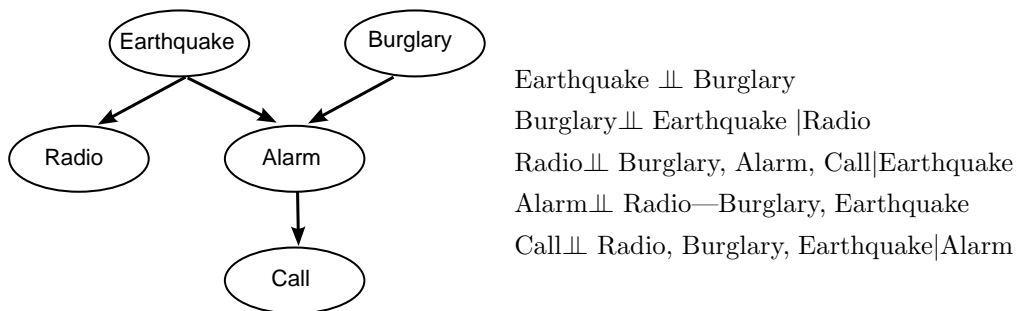 Earthquake
Burglary
Radio
Alarm
Call
Earthquake ⫫ Burglary
Burglary⫫ Earthquake |Radio
Radio⫫ Burglary, Alarm, Call|Earthquake
Alarm⫫ Radio—Burglary, Earthquake
Call⫫ Radio, Burglary, Earthquake|Alarm